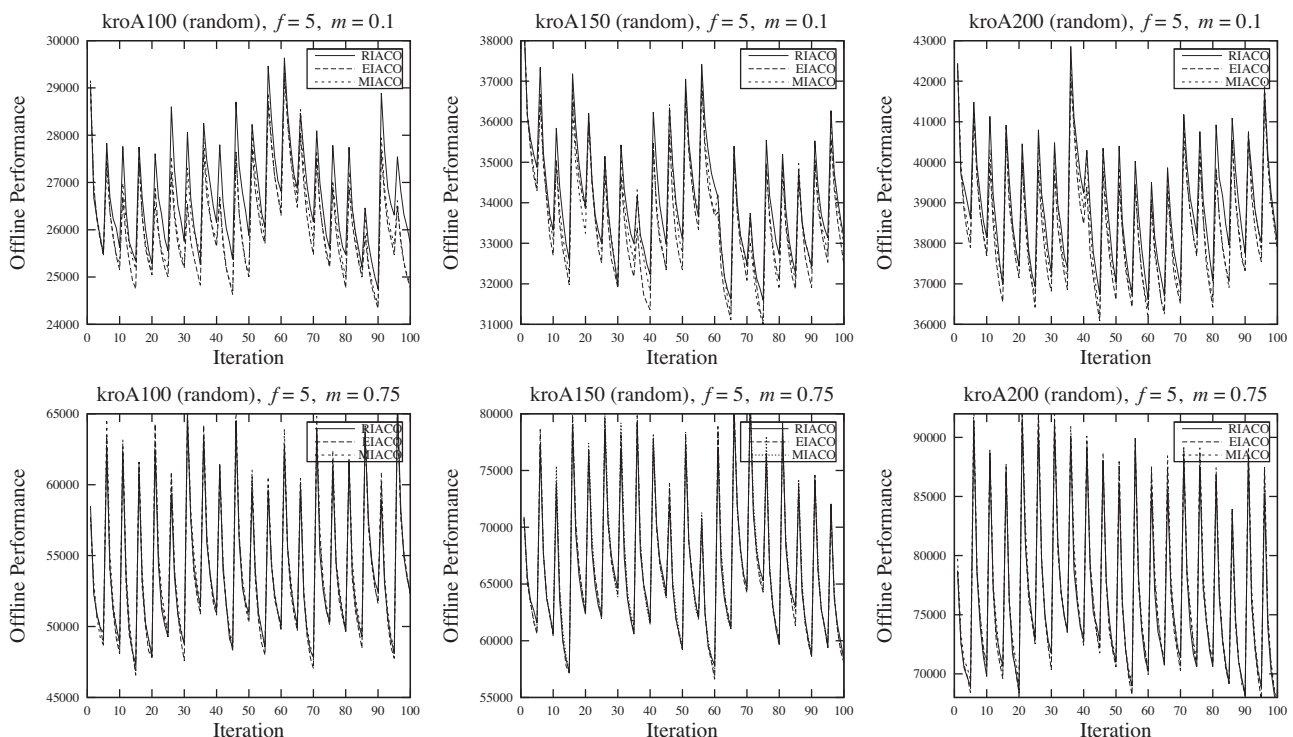 kroA100 (random), f = 5, m = 0.1
30000
29000
28000
27000
26000
25000
24000
Offline Performance
RIACO
EIACO
MIACO
0 10 20 30 40 50 60 70 80 90 100
Iteration
kroA150 (random), f = 5, m = 0.1
38000
37000
36000
35000
34000
33000
32000
31000
Offline Performance
RIACO
EIACO
MIACO
0 10 20 30 40 50 60 70 80 90 100
Iteration
kroA200 (random), f = 5, m = 0.1
43000
42000
41000
40000
39000
38000
37000
36000
Offline Performance
RIACO
EIACO
MIACO
0 10 20 30 40 50 60 70 80 90 100
Iteration
kroA100 (random), f = 5, m = 0.75
65000
60000
55000
50000
45000
Offline Performance
RIACO
EIACO
MIACO
0 10 20 30 40 50 60 70 80 90 100
Iteration
kroA150 (random), f = 5, m = 0.75
80000
75000
70000
65000
60000
55000
Offline Performance
RIACO
EIACO
MIACO
0 10 20 30 40 50 60 70 80 90 100
Iteration
kroA200 (random), f = 5, m = 0.75
90000
85000
80000
75000
70000
Offline Performance
RIACO
EIACO
MIACO
0 10 20 30 40 50 60 70 80 90 100
Iteration